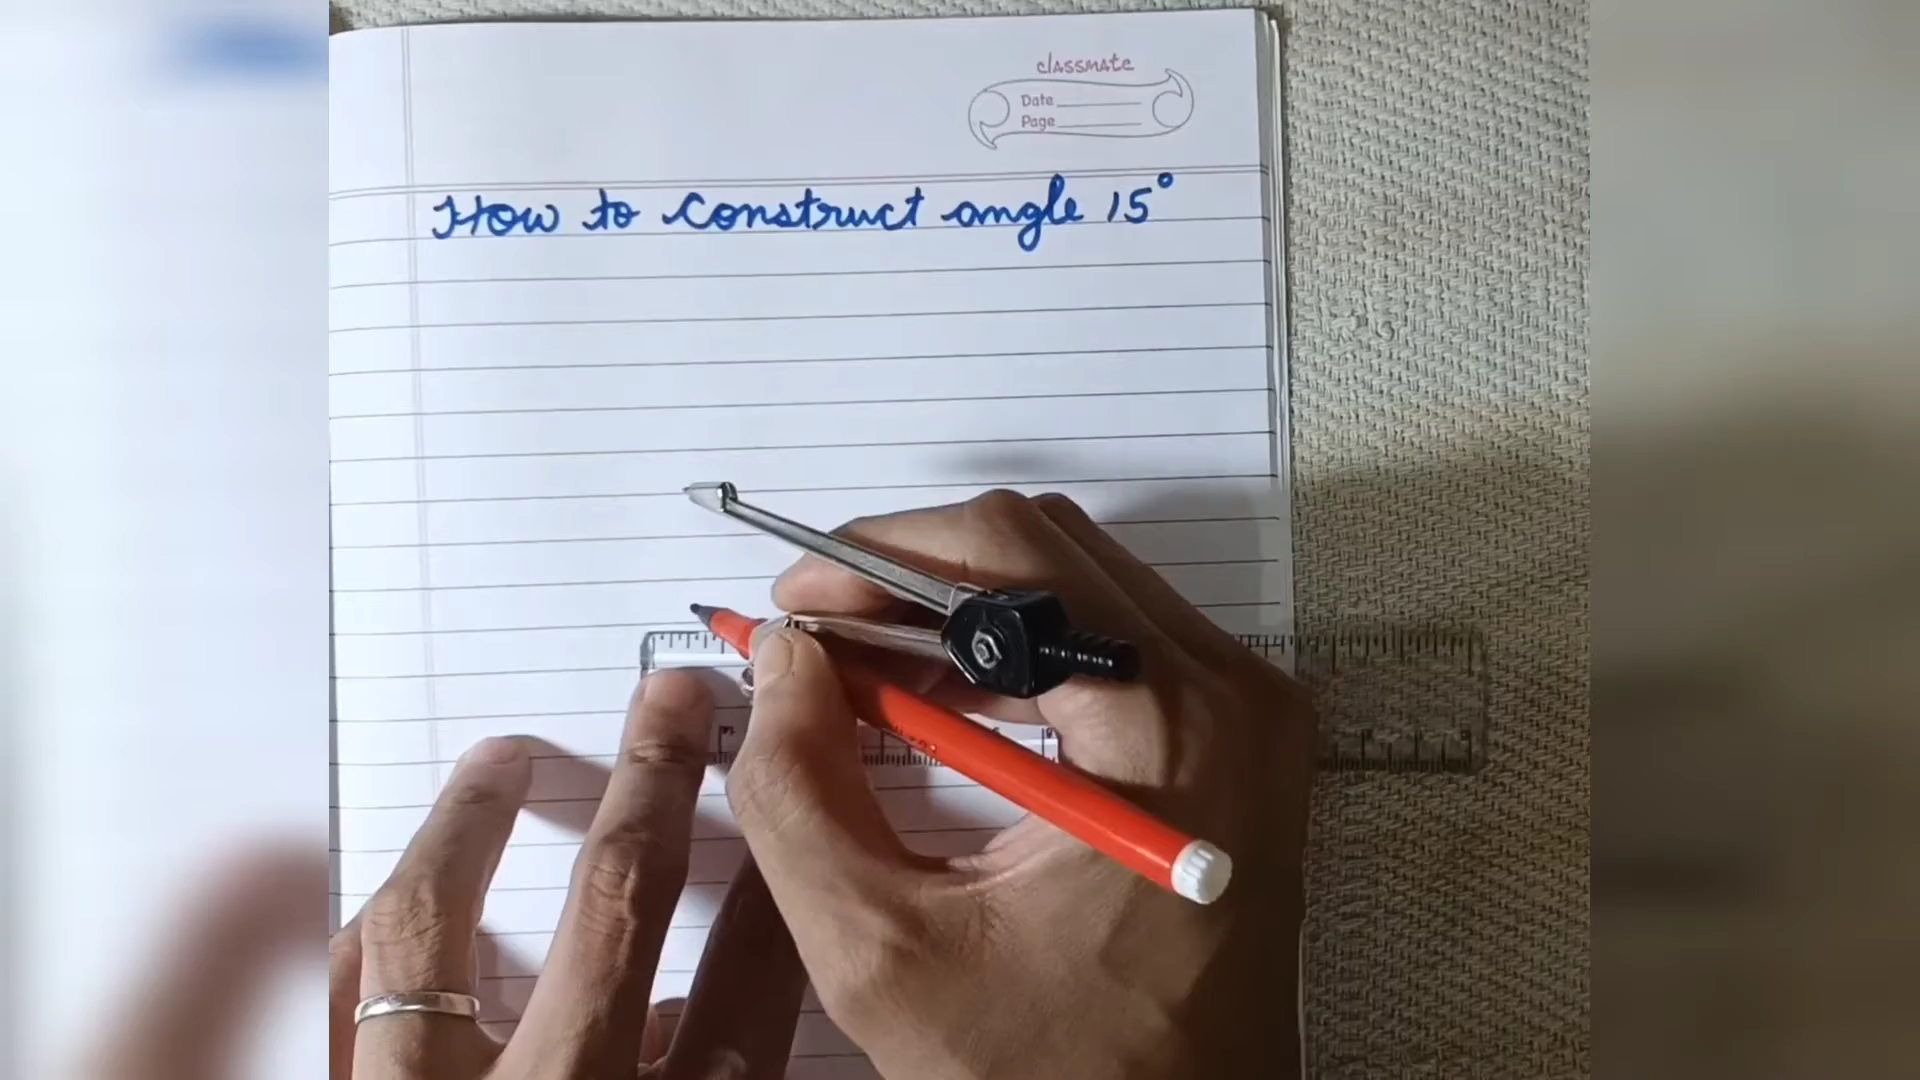 classmate
Date
Page
How to construct angle 15°